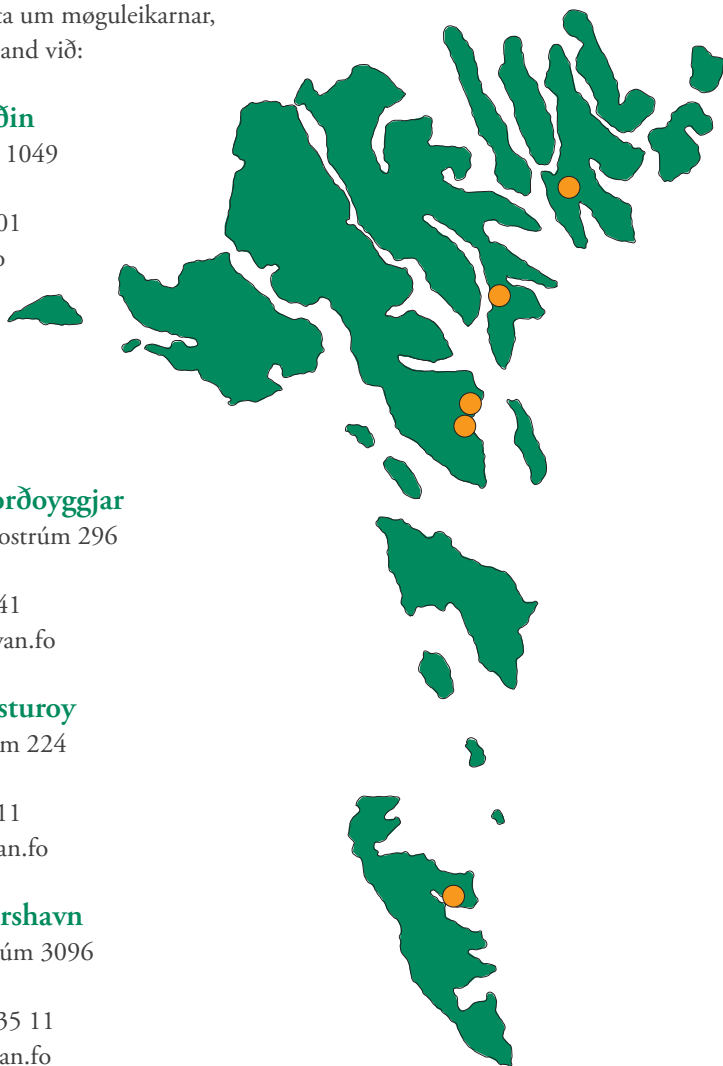 ta um møguleikarnar,
and við:
ðin
1049
01
o
orðoyggjar
ostrúm 296
41
van.fo
sturoy
m 224
11
an.fo
rshavn
úm 3096
35 11
an.fo